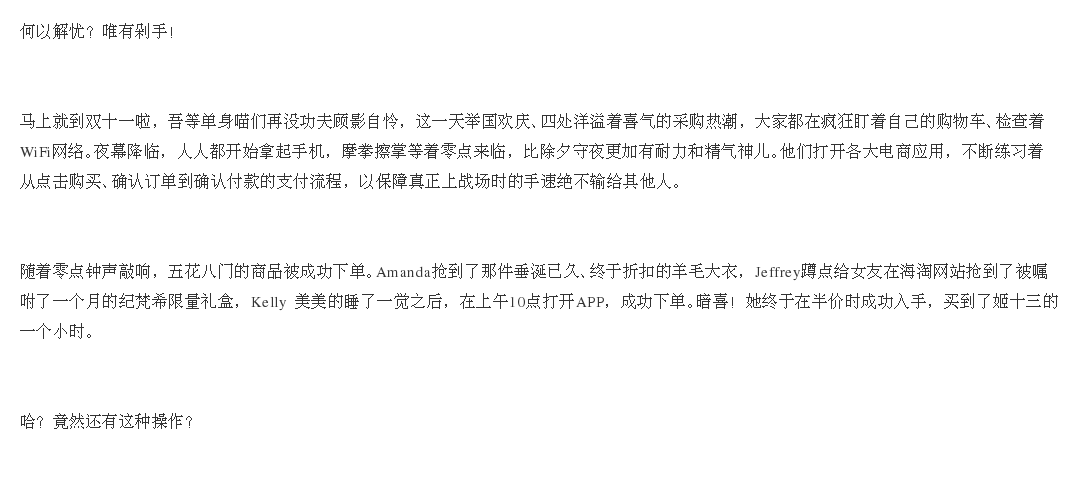 何以解忧？唯有剁手！
马上就到双十一啦，吾等单身喵们再没功夫顾影自怜，这一天举国欢庆、四处洋溢着喜气的采购热潮，大家都在疯狂盯着自己的购物车、检查着
WiFi网络。夜幕降临，人人都开始拿起手机，摩拳擦掌等着零点来临，比除夕守夜更加有耐力和精气神儿。他们打开各大电商应用，不断练习着
从点击购买、确认订单到确认付款的支付流程，以保障真正上战场时的手速绝不输给其他人。
随着零点钟声敲响，五花八门的商品被成功下单。Amanda抢到了那件垂涎已久、终于折扣的羊毛大衣，Jeffrey蹲点给女友在海淘网站抢到了被嘱
咐了一个月的纪梵希限量礼盒，Kelly 美美的睡了一觉之后，在上午10点打开APP，成功下单。暗喜！她终于在半价时成功入手，买到了姬十三的
一个小时。
哈？竟然还有这种操作？